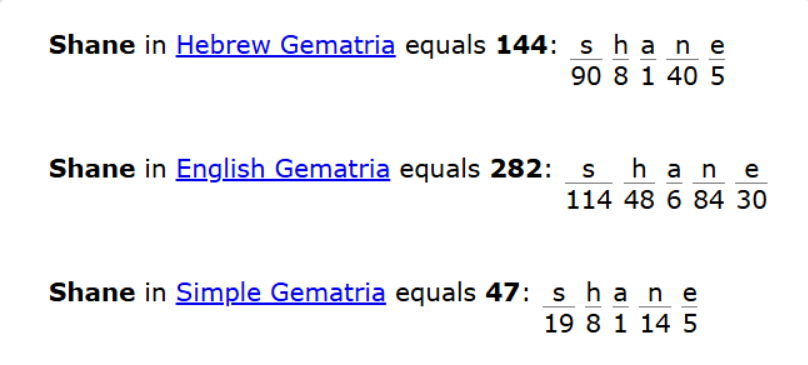 Shane in Hebrew Gematria equals 144: s h a n e
90 8 1 40 5
Shane in English Gematria equals 282: s h a n e
114 48 6 84 30
Shane in Simple Gematria equals 47: s h a n e
19 8 1 14 5